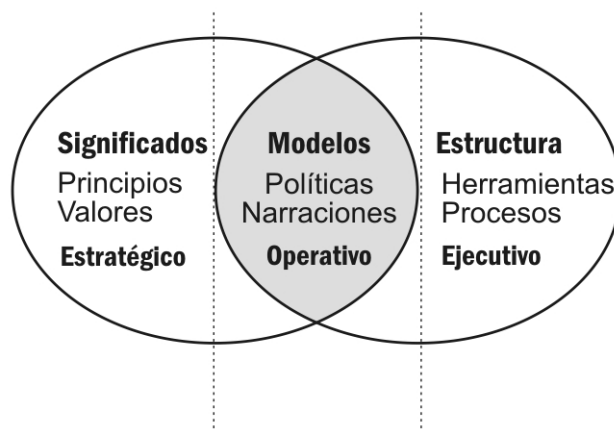 Significados
Principios
Valores
Estratégico
Modelos
Políticas
Narraciones
Operativo
Estructura
Herramientas
Procesos
Ejecutivo